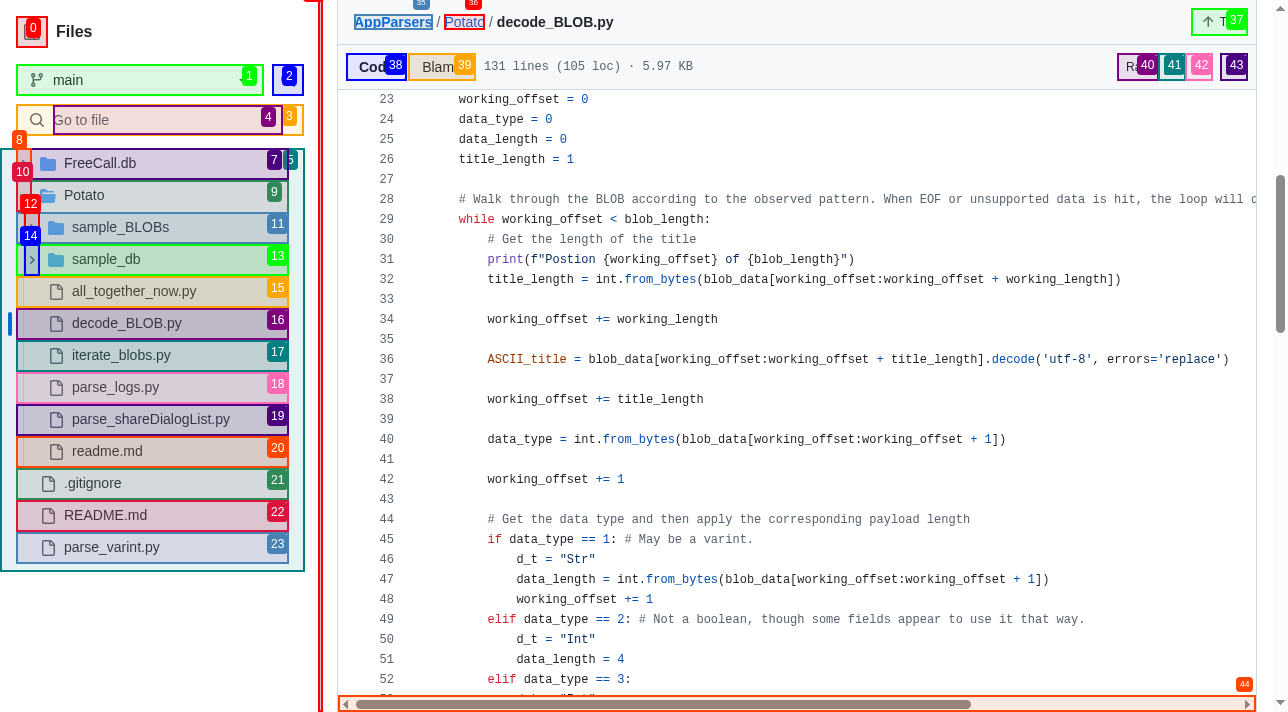 Files
main
Go to file
FreeCall.db
Potato
sample_BLOBs
sample_db
all_together_now.py
decode_BLOB.py
iterate_blobs.py
parse_logs.py
parse_shareDialogList.py
readme.md
.gitignore
README.md
parse_varint.py
0
1
2
3
4
5
7
8
9
10
11
12
13
14
15
16
17
18
19
20
21
22
23
35
36
AppParsers / Potato / decode_BLOB.py
37
38
39
131 lines (105 loc) · 5.97 KB
40
41
42
43
23 working_offset = 0
24 data_type = 0
25 data_length = 0
26 title_length = 1
27
28 # Walk through the BLOB according to the observed pattern. When EOF or unsupported data is hit, the loop will
29 while working_offset < blob_length:
30 # Get the length of the title
31 print(f"Postion {working_offset} of {blob_length}")
32 title_length = int.from_bytes(blob_data[working_offset:working_offset + working_length])
33
34 working_offset += working_length
35
36 ASCII_title = blob_data[working_offset:working_offset + title_length].decode('utf-8', errors='replace')
37
38 working_offset += title_length
39
40 data_type = int.from_bytes(blob_data[working_offset:working_offset + 1])
41
42 working_offset += 1
43
44 # Get the data type and then apply the corresponding payload length
45 if data_type == 1: # May be a varint.
46 d_t = "Str"
47 data_length = int.from_bytes(blob_data[working_offset:working_offset + 1])
48 working_offset += 1
49 elif data_type == 2: # Not a boolean, though some fields appear to use it that way.
50 d_t = "Int"
51 data_length = 4
52 elif data_type == 3:
44